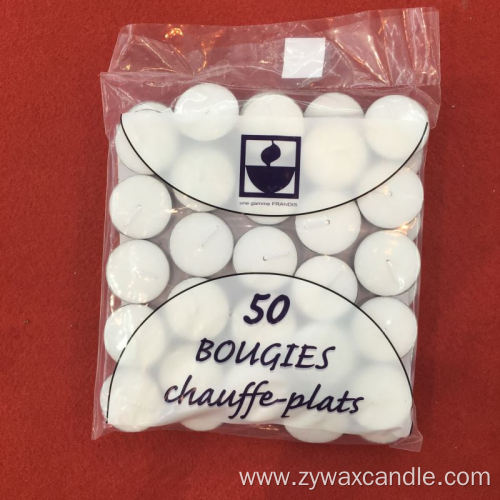 une gamme FRANDIS
50
BOUGIES
chauffe-plats
www.zywaxcandle.com